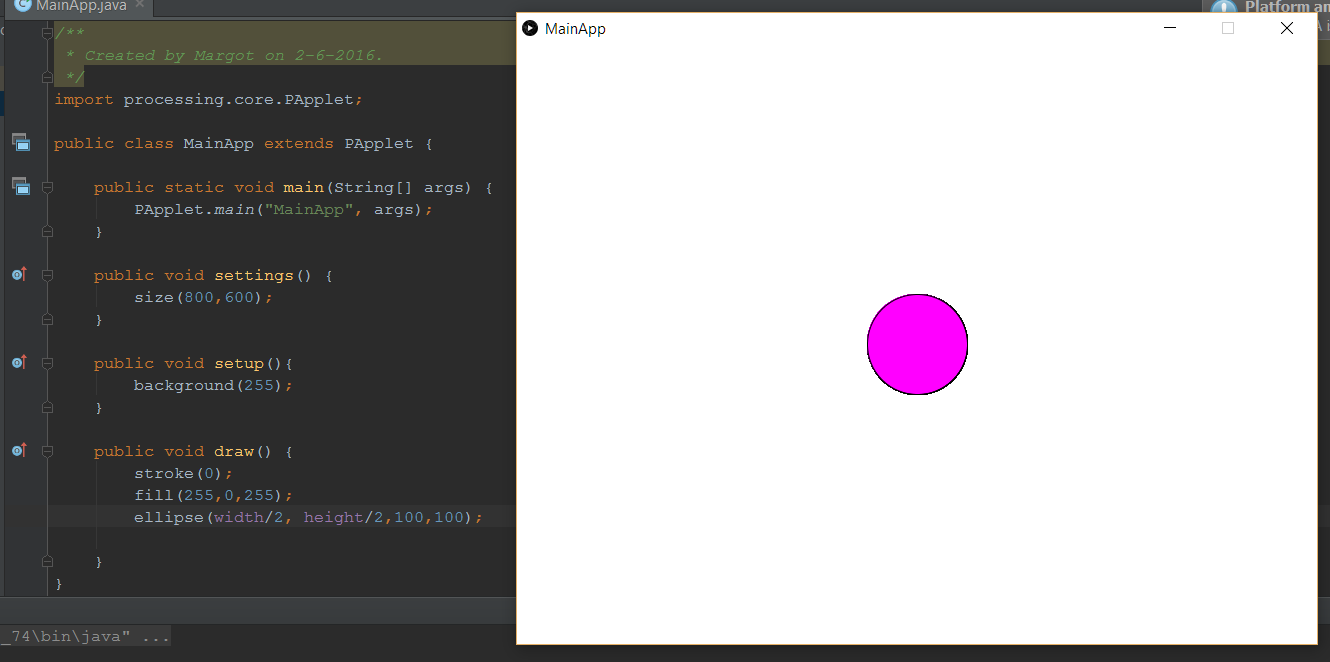 MainApp.java
Platform an
/**
 * Created by Margot on 2-6-2016.
 */
import processing.core.PApplet;
public class MainApp extends PApplet {
public static void main(String[] args) {
PApplet.main("MainApp", args);
}
public void settings() {
size(800,600);
}
public void setup(){
background(255);
}
public void draw() {
stroke(0);
fill(255,0,255);
ellipse(width/2, height/2,100,100);
}
}
_74\bin\java" ...
MainApp